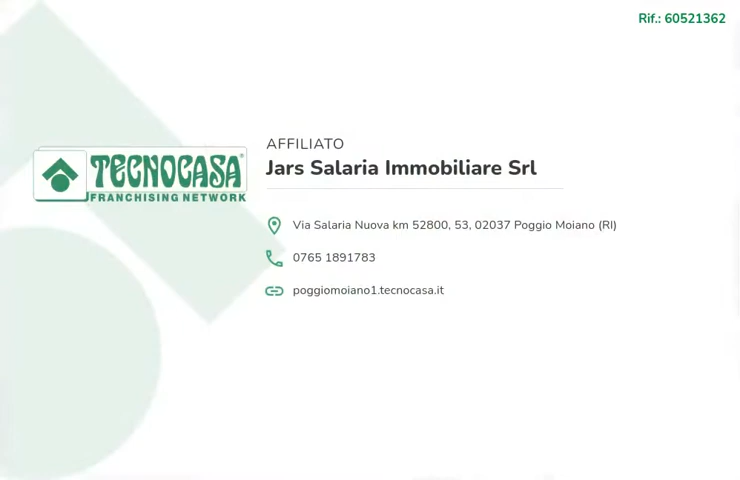 Rif.: 60521362
AFFILIATO
Jars Salaria Immobiliare Srl
TECNOCASA®
FRANCHISING NETWORK
Via Salaria Nuova km 52800, 53, 02037 Poggio Moiano (RI)
0765 1891783
poggiomoiano1.tecnocasa.it